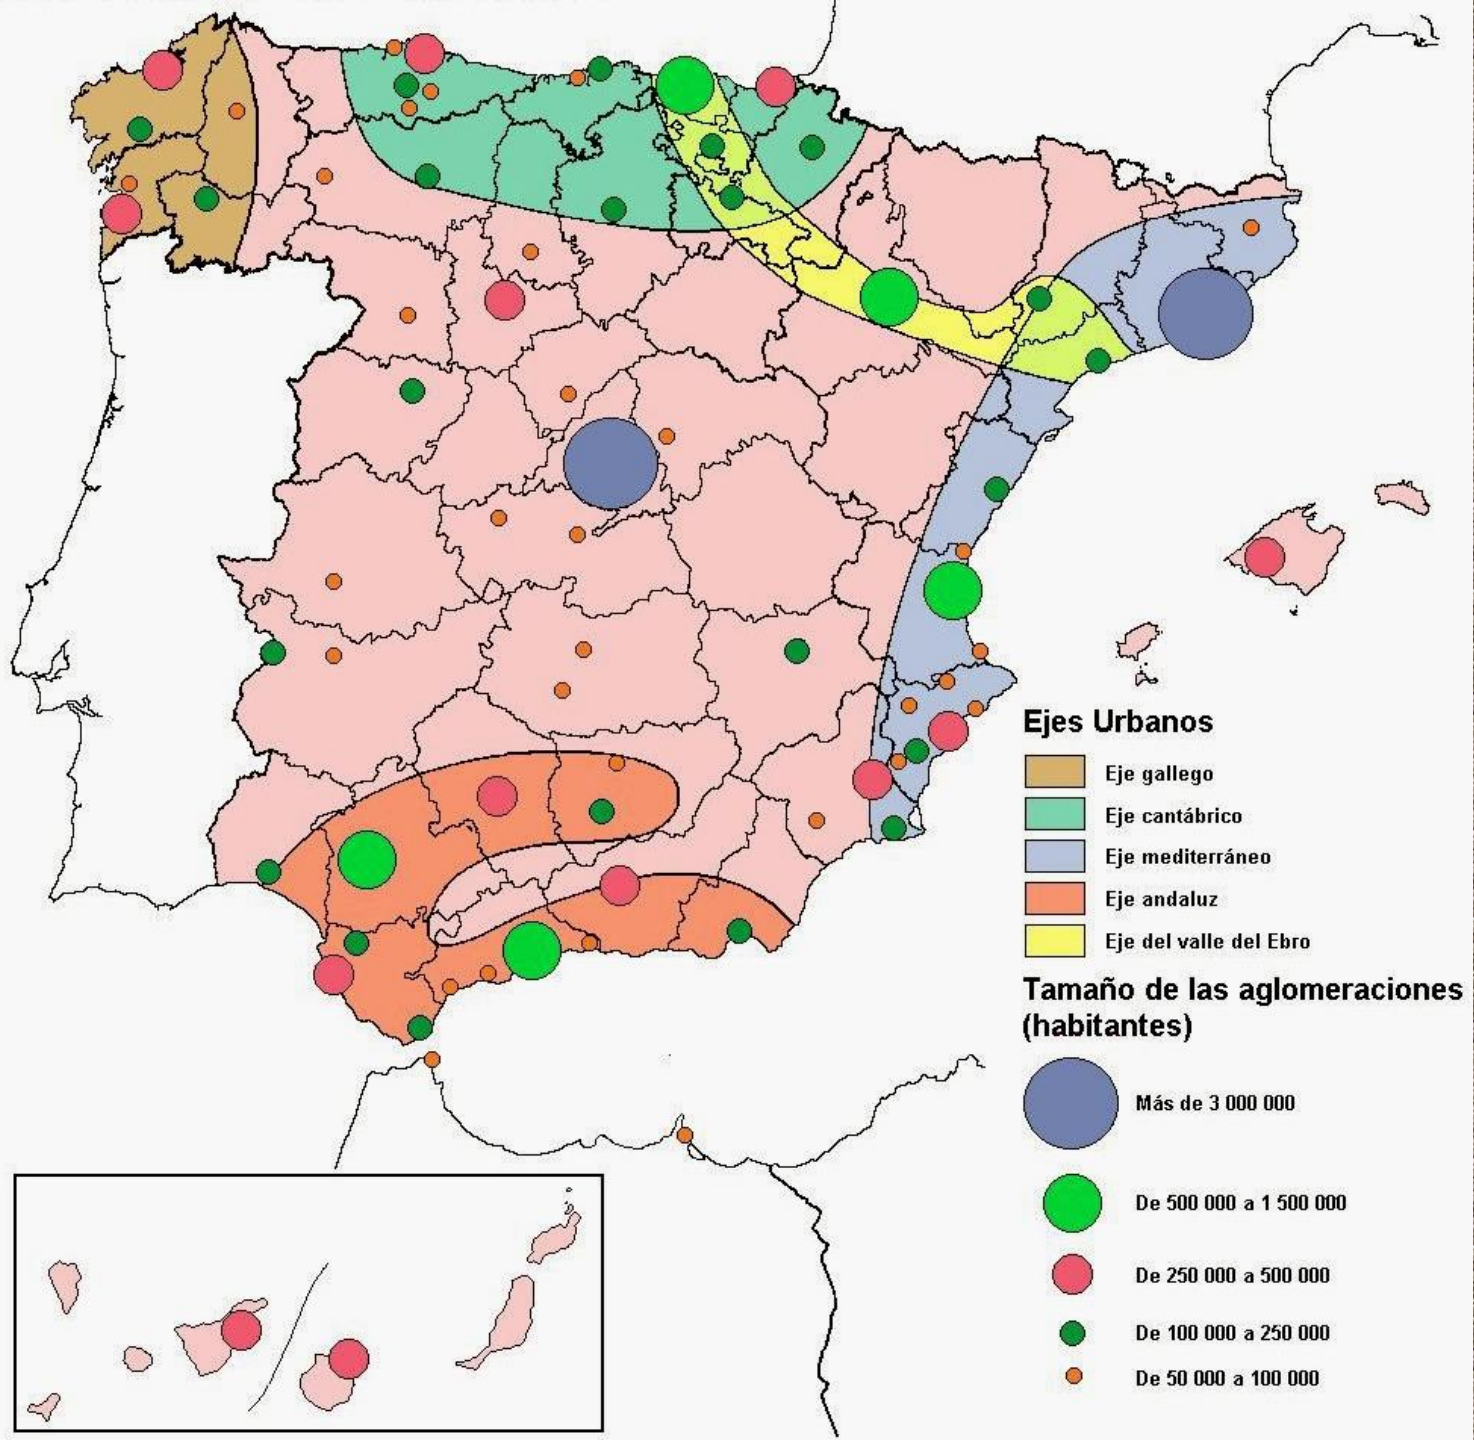 Ejes Urbanos
Eje gallego
Eje cantábrico
Eje mediterráneo
Eje andaluz
Eje del valle del Ebro
Tamaño de las aglomeraciones
(habitantes)
Más de 3 000 000
De 500 000 a 1 500 000
De 250 000 a 500 000
De 100 000 a 250 000
De 50 000 a 100 000